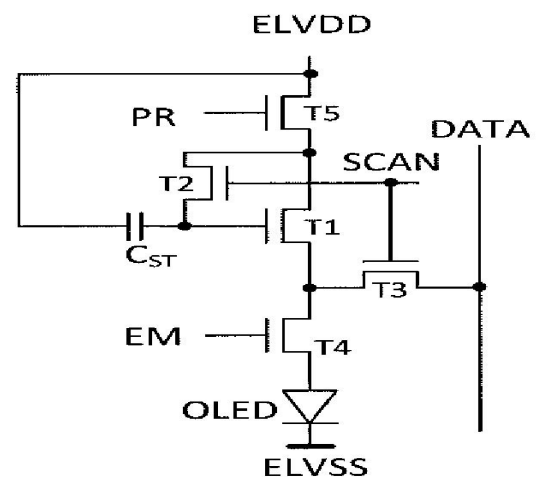 ELVDD
PR
T5
DATA
SCAN
T2
T1
CST
T3
EM
T4
OLED
ELVSS